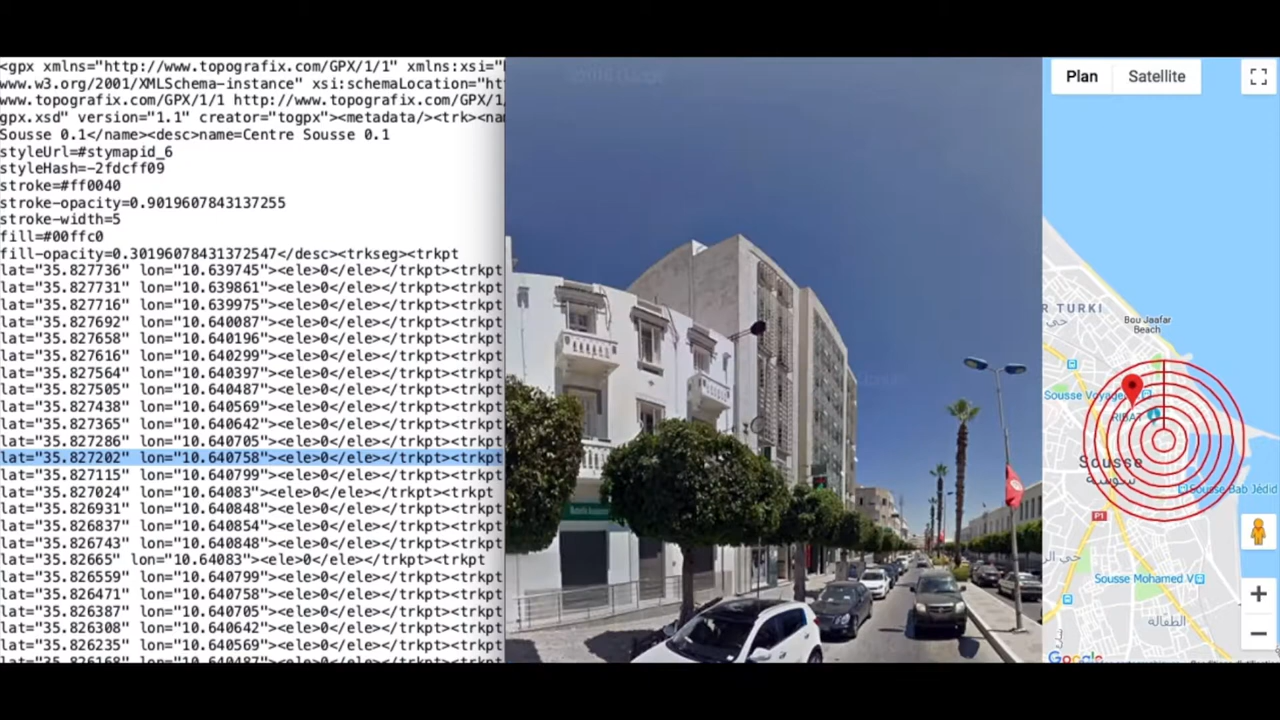 <gpx xmlns="http://www.topografix.com/GPX/1/1" xmlns:xsi="
www.w3.org/2001/XMLSchema-instance" xsi:schemaLocation="ht
www.topografix.com/GPX/1/1 http://www.topografix.com/GPX/1/
gpx.xsd" version="1.1" creator="togpx"><metadata/><trk><na
Sousse 0.1</name><desc>name=Centre Sousse 0.1
styleUrl=#stymapid_6
styleHash=-2fdcff09
stroke=#ff0040
stroke-opacity=0.9019607843137255
stroke-width=5
fill=#00ffc0
fill-opacity=0.30196078431372547</desc><trkseg><trkpt
lat="35.827736" lon="10.639745"><ele>0</ele></trkpt><trkpt
lat="35.827731" lon="10.639861"><ele>0</ele></trkpt><trkpt
lat="35.827716" lon="10.639975"><ele>0</ele></trkpt><trkpt
lat="35.827692" lon="10.640087"><ele>0</ele></trkpt><trkpt
lat="35.827658" lon="10.640196"><ele>0</ele></trkpt><trkpt
lat="35.827616" lon="10.640299"><ele>0</ele></trkpt><trkpt
lat="35.827564" lon="10.640397"><ele>0</ele></trkpt><trkpt
lat="35.827505" lon="10.640487"><ele>0</ele></trkpt><trkpt
lat="35.827438" lon="10.640569"><ele>0</ele></trkpt><trkpt
lat="35.827365" lon="10.640642"><ele>0</ele></trkpt><trkpt
lat="35.827286" lon="10.640705"><ele>0</ele></trkpt><trkpt
lat="35.827202" lon="10.640758"><ele>0</ele></trkpt><trkpt
lat="35.827115" lon="10.640799"><ele>0</ele></trkpt><trkpt
lat="35.827024" lon="10.64083"><ele>0</ele></trkpt><trkpt
lat="35.826931" lon="10.640848"><ele>0</ele></trkpt><trkpt
lat="35.826837" lon="10.640854"><ele>0</ele></trkpt><trkpt
lat="35.826743" lon="10.640848"><ele>0</ele></trkpt><trkpt
lat="35.82665" lon="10.64083"><ele>0</ele></trkpt><trkpt
lat="35.826559" lon="10.640799"><ele>0</ele></trkpt><trkpt
lat="35.826471" lon="10.640758"><ele>0</ele></trkpt><trkpt
lat="35.826387" lon="10.640705"><ele>0</ele></trkpt><trkpt
lat="35.826308" lon="10.640642"><ele>0</ele></trkpt><trkpt
lat="35.826235" lon="10.640569"><ele>0</ele></trkpt><trkpt
lat="35.826168" lon="10.640487"><ele>0</ele></trkpt><trkpt
Plan Satellite
R TURKI
Bou Jaafar
Beach
Sousse
RIBAT
Sousse
سوسة
Sousse Bab Jedid
P1
Sousse Mohamed V
الطفالة
Google